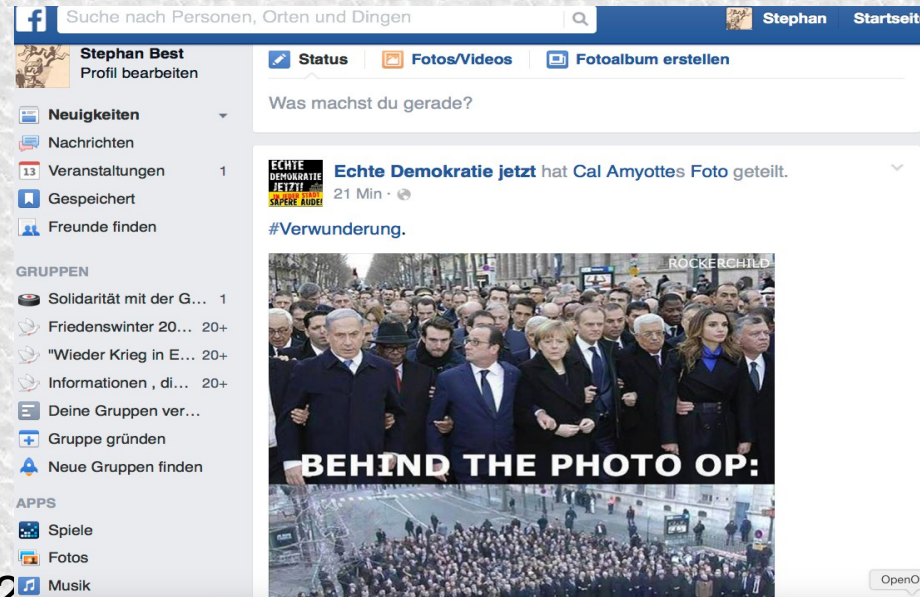 Suche nach Personen, Orten und Dingen
Stephan Startseit
Stephan Best
Profil bearbeiten
Neuigkeiten
Nachrichten
13 Veranstaltungen 1
Gespeichert
Freunde finden
GRUPPEN
Solidarität mit der G... 1
Friedenswinter 20... 20+
"Wieder Krieg in E... 20+
Informationen , di... 20+
Deine Gruppen ver...
Gruppe gründen
Neue Gruppen finden
APPS
Spiele
Fotos
Musik
Status Fotos/Videos Fotoalbum erstellen
Was machst du gerade?
ECHTE
DEMOKRATIE
JETZT!
IN JEDER STADT
SAPERE AUDE!
Echte Demokratie jetzt hat Cal Amyottes Foto geteilt.
21 Min ·
#Verwunderung.
ROCKERCHILD
BEHIND THE PHOTO OP:
OpenO